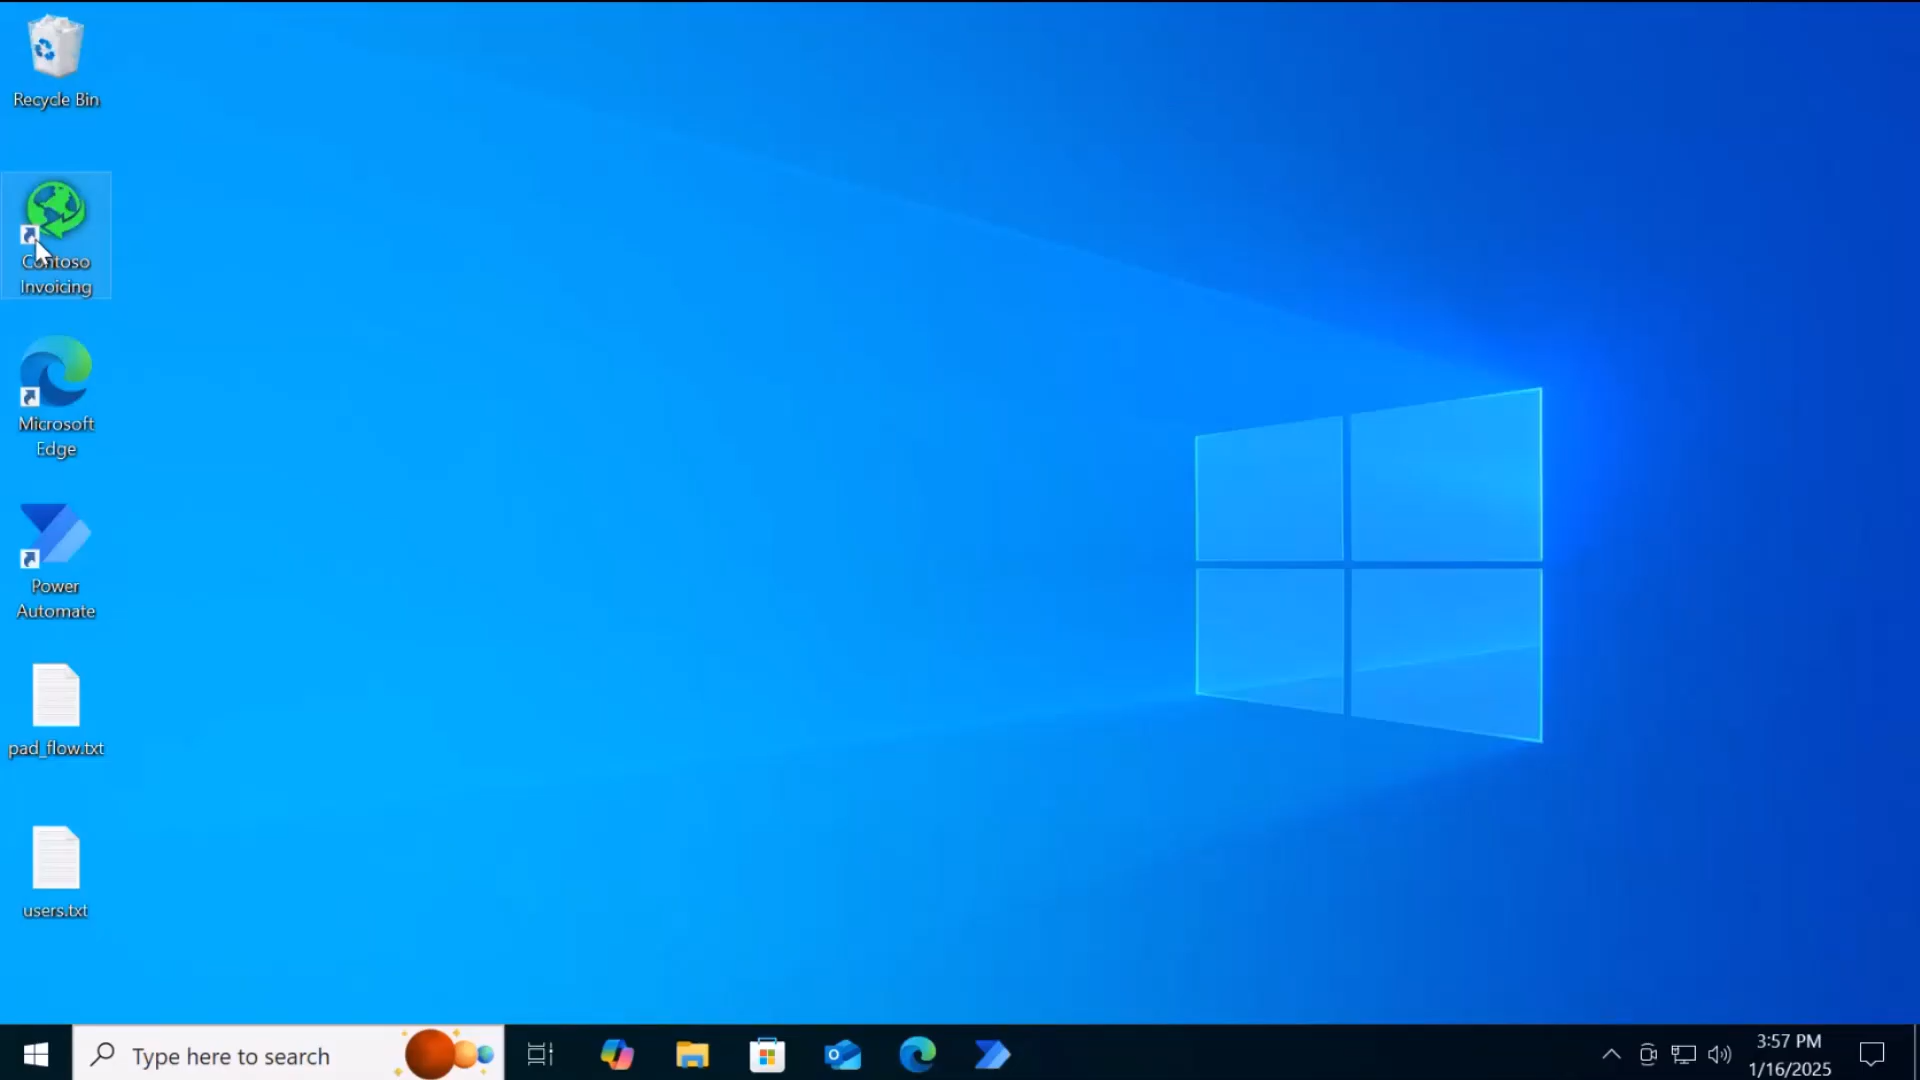 Recycle Bin
Contoso
Invoicing
Microsoft
Edge
Power
Automate
pad_flow.txt
users.txt
Type here to search
3:57 PM
1/16/2025